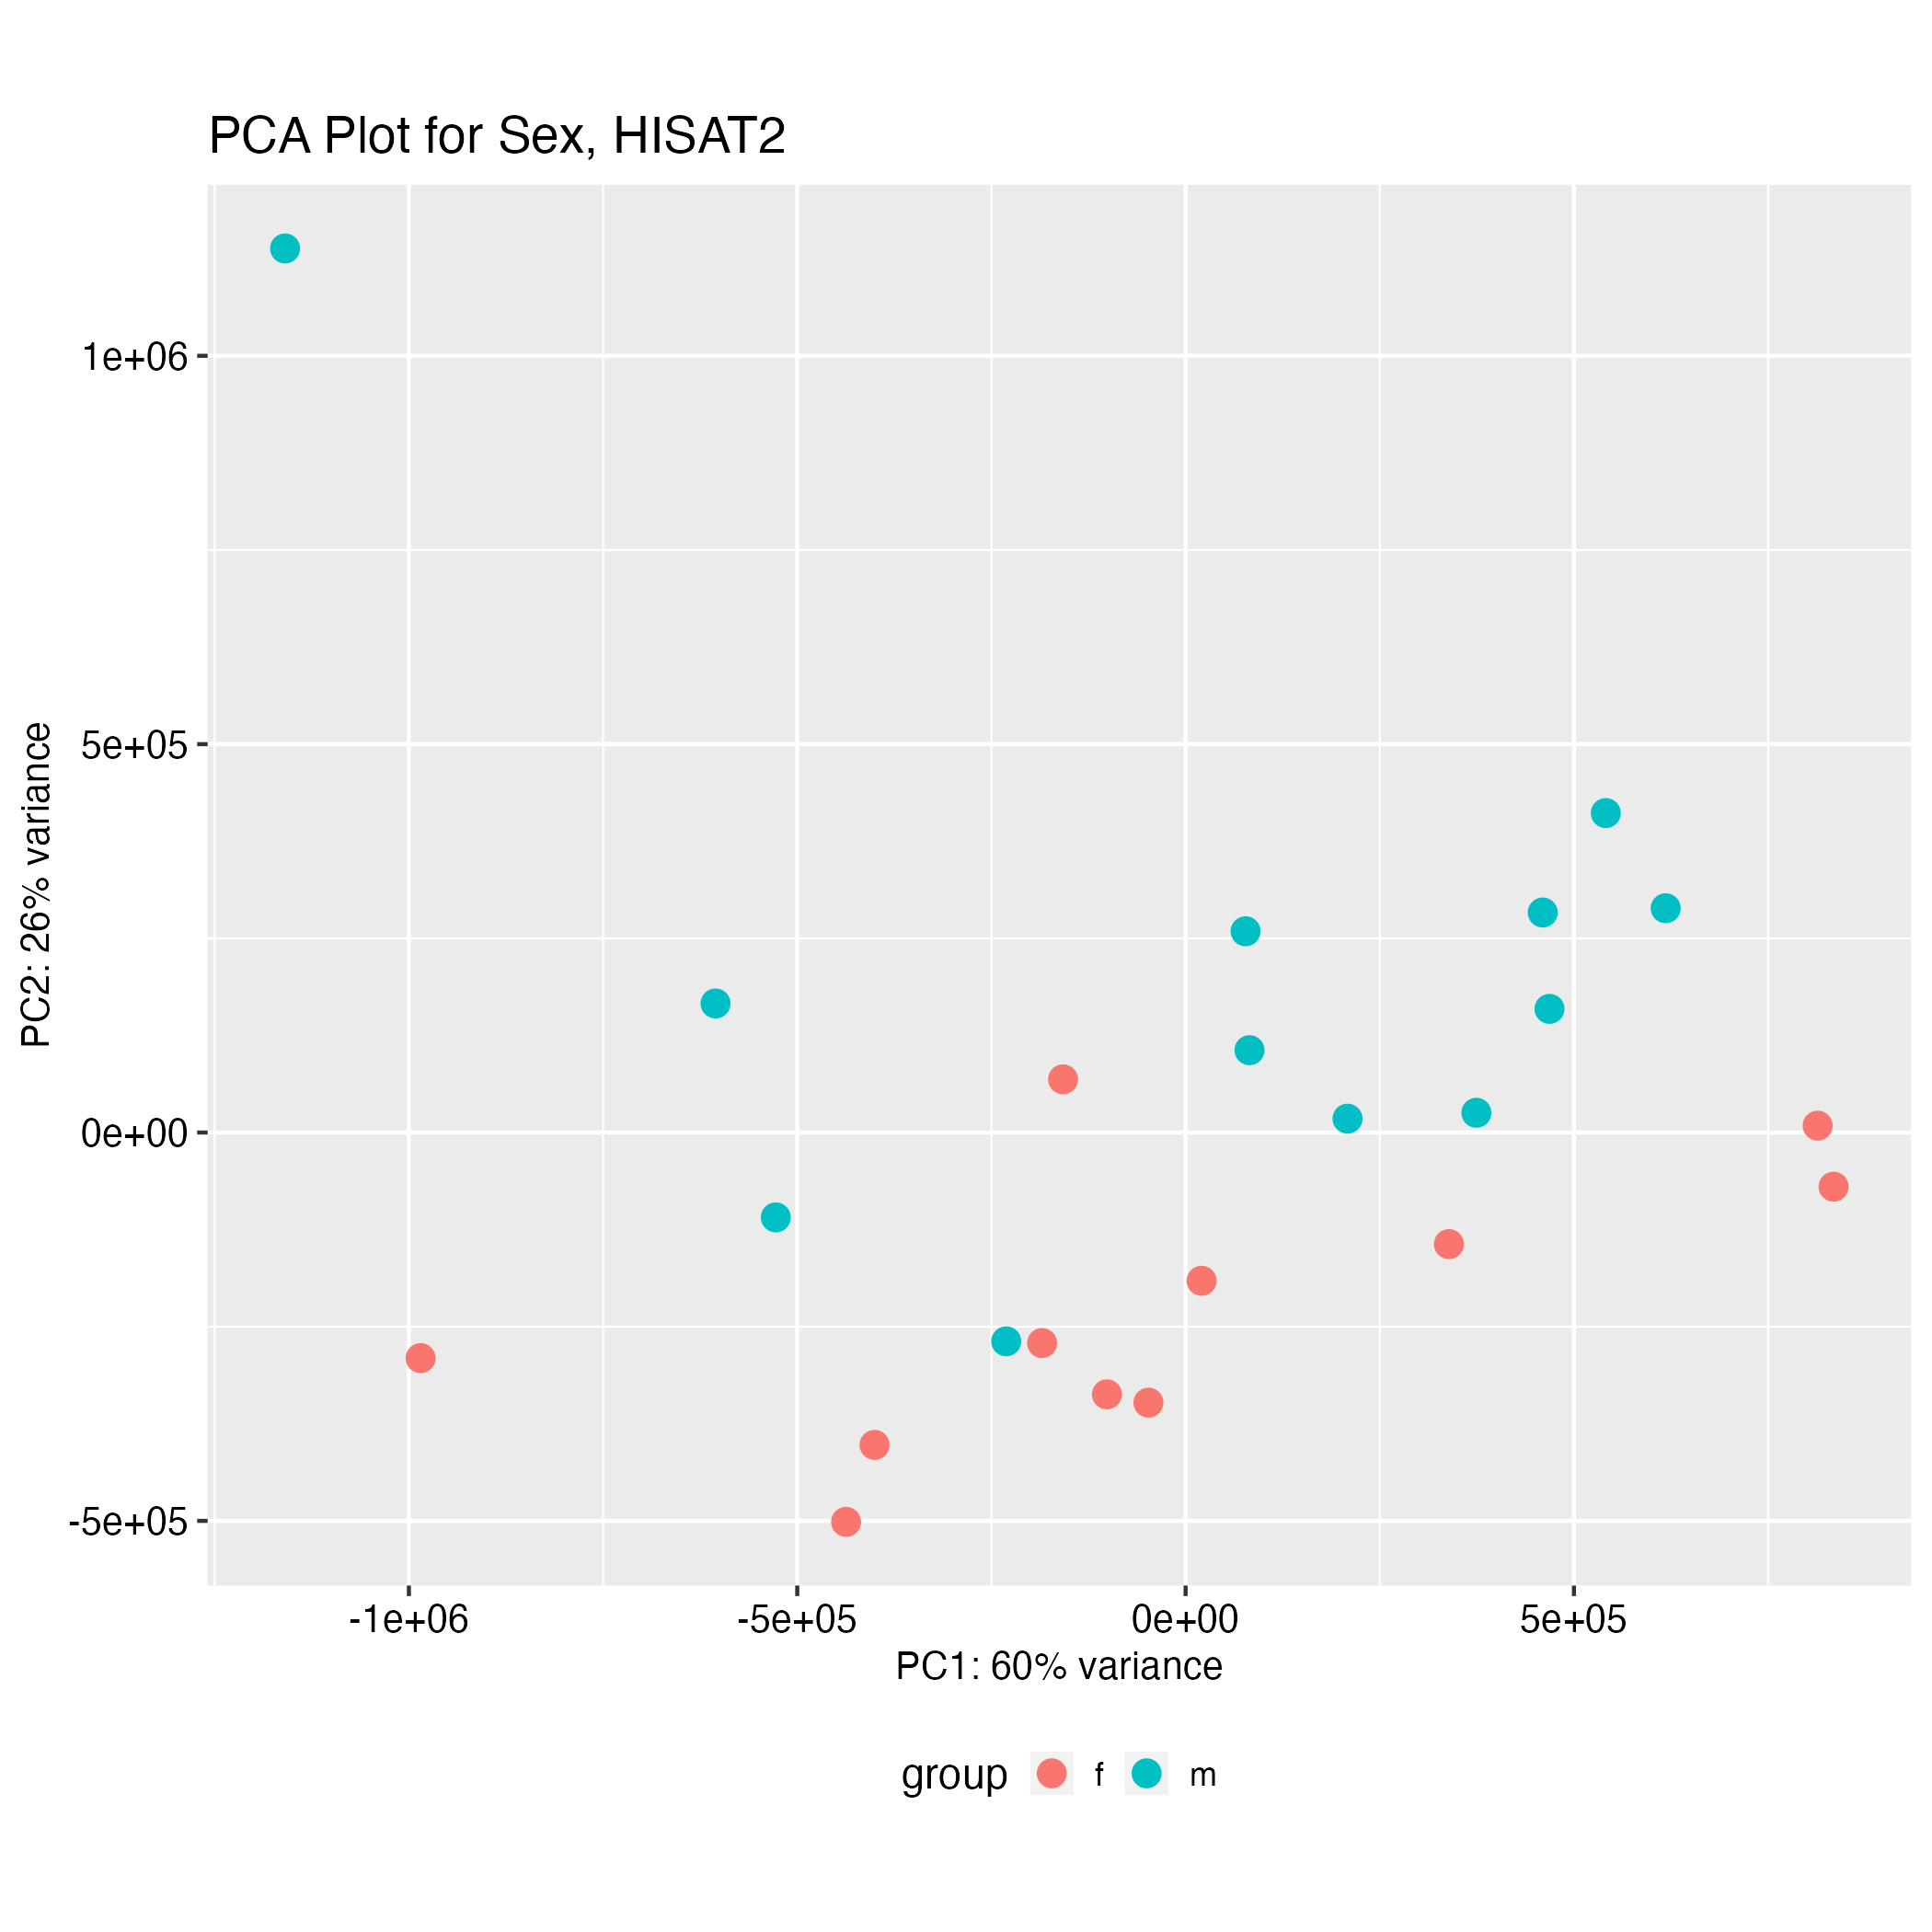 PCA Plot for Sex, HISAT2
1e+06
5e+05
0e+00
-5e+05
PC2: 26% variance
-1e+06 -5e+05 0e+00 5e+05
PC1: 60% variance
group f m